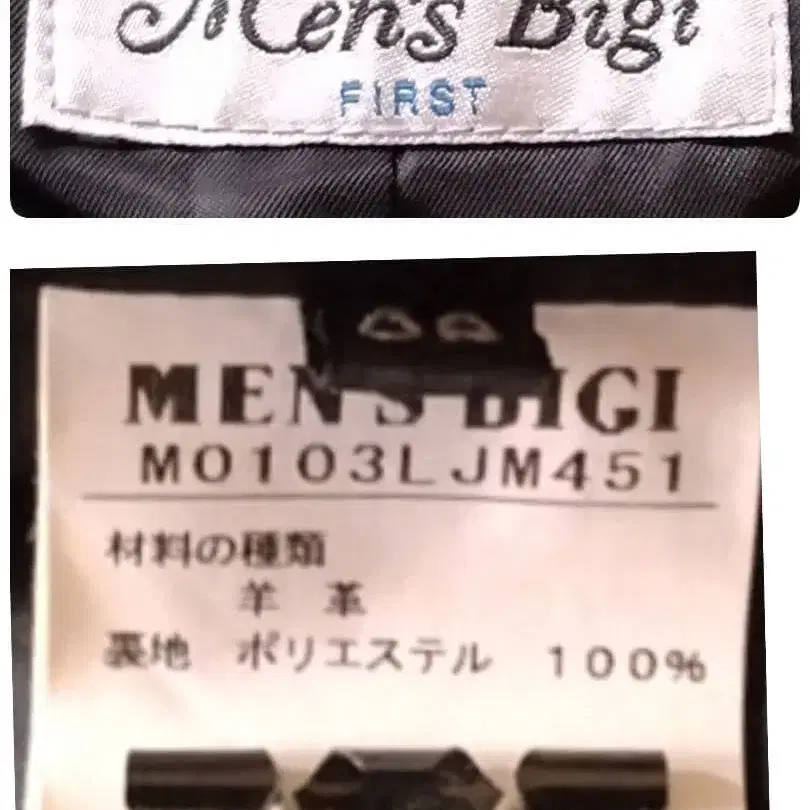 Men's Bigi
FIRST
MEN'S BIGI
M0103LJM451
材料の種類
羊 革
裏地 ポリエステル 100%